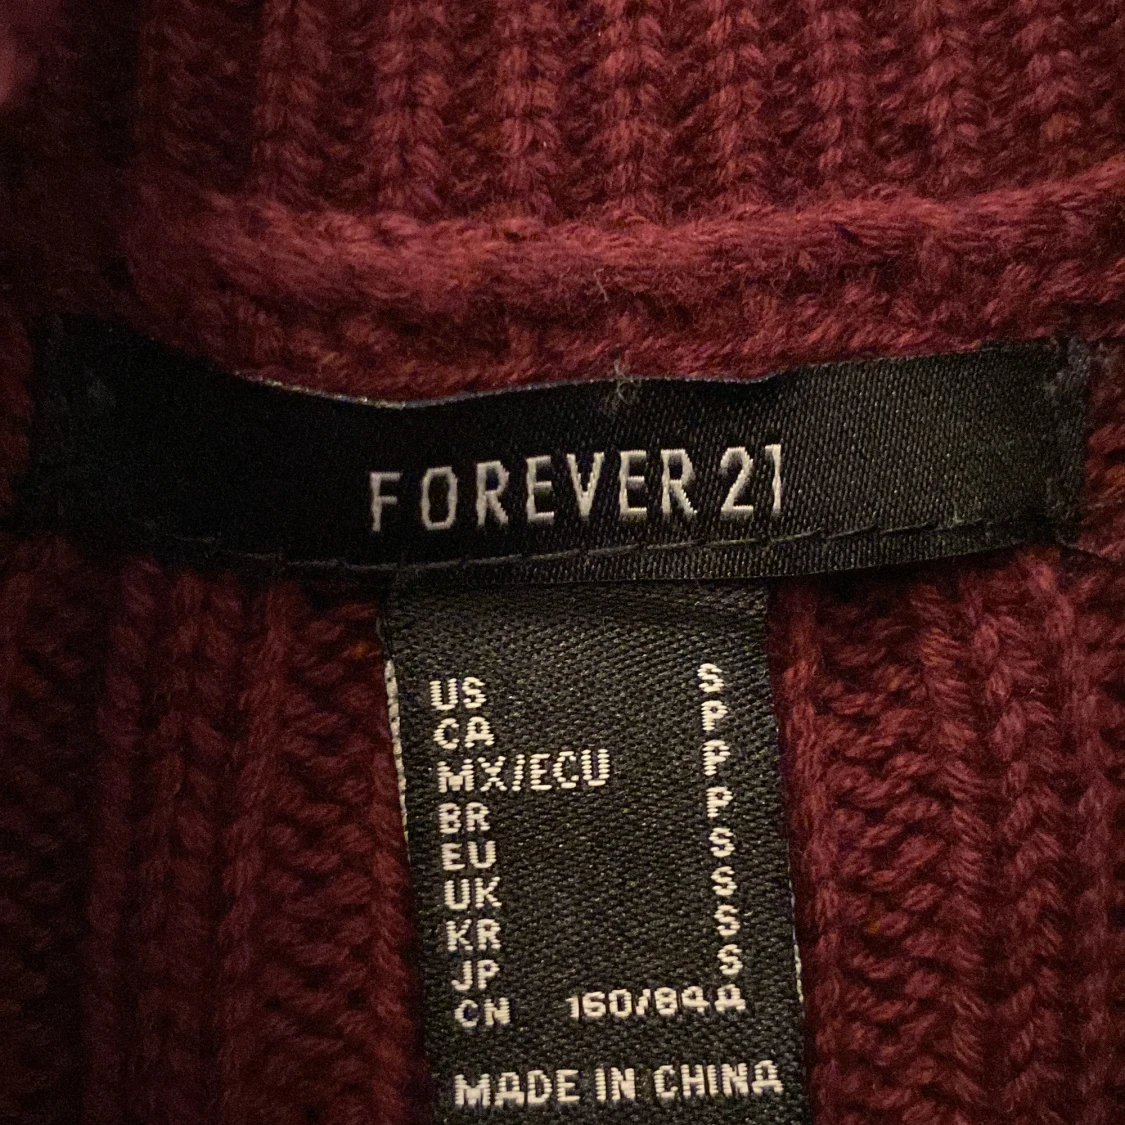 FOREVER 21
US S
CA P
MX/ECU P
BR P
EU S
UK S
KR S
JP S
CN 160/84A
MADE IN CHINA